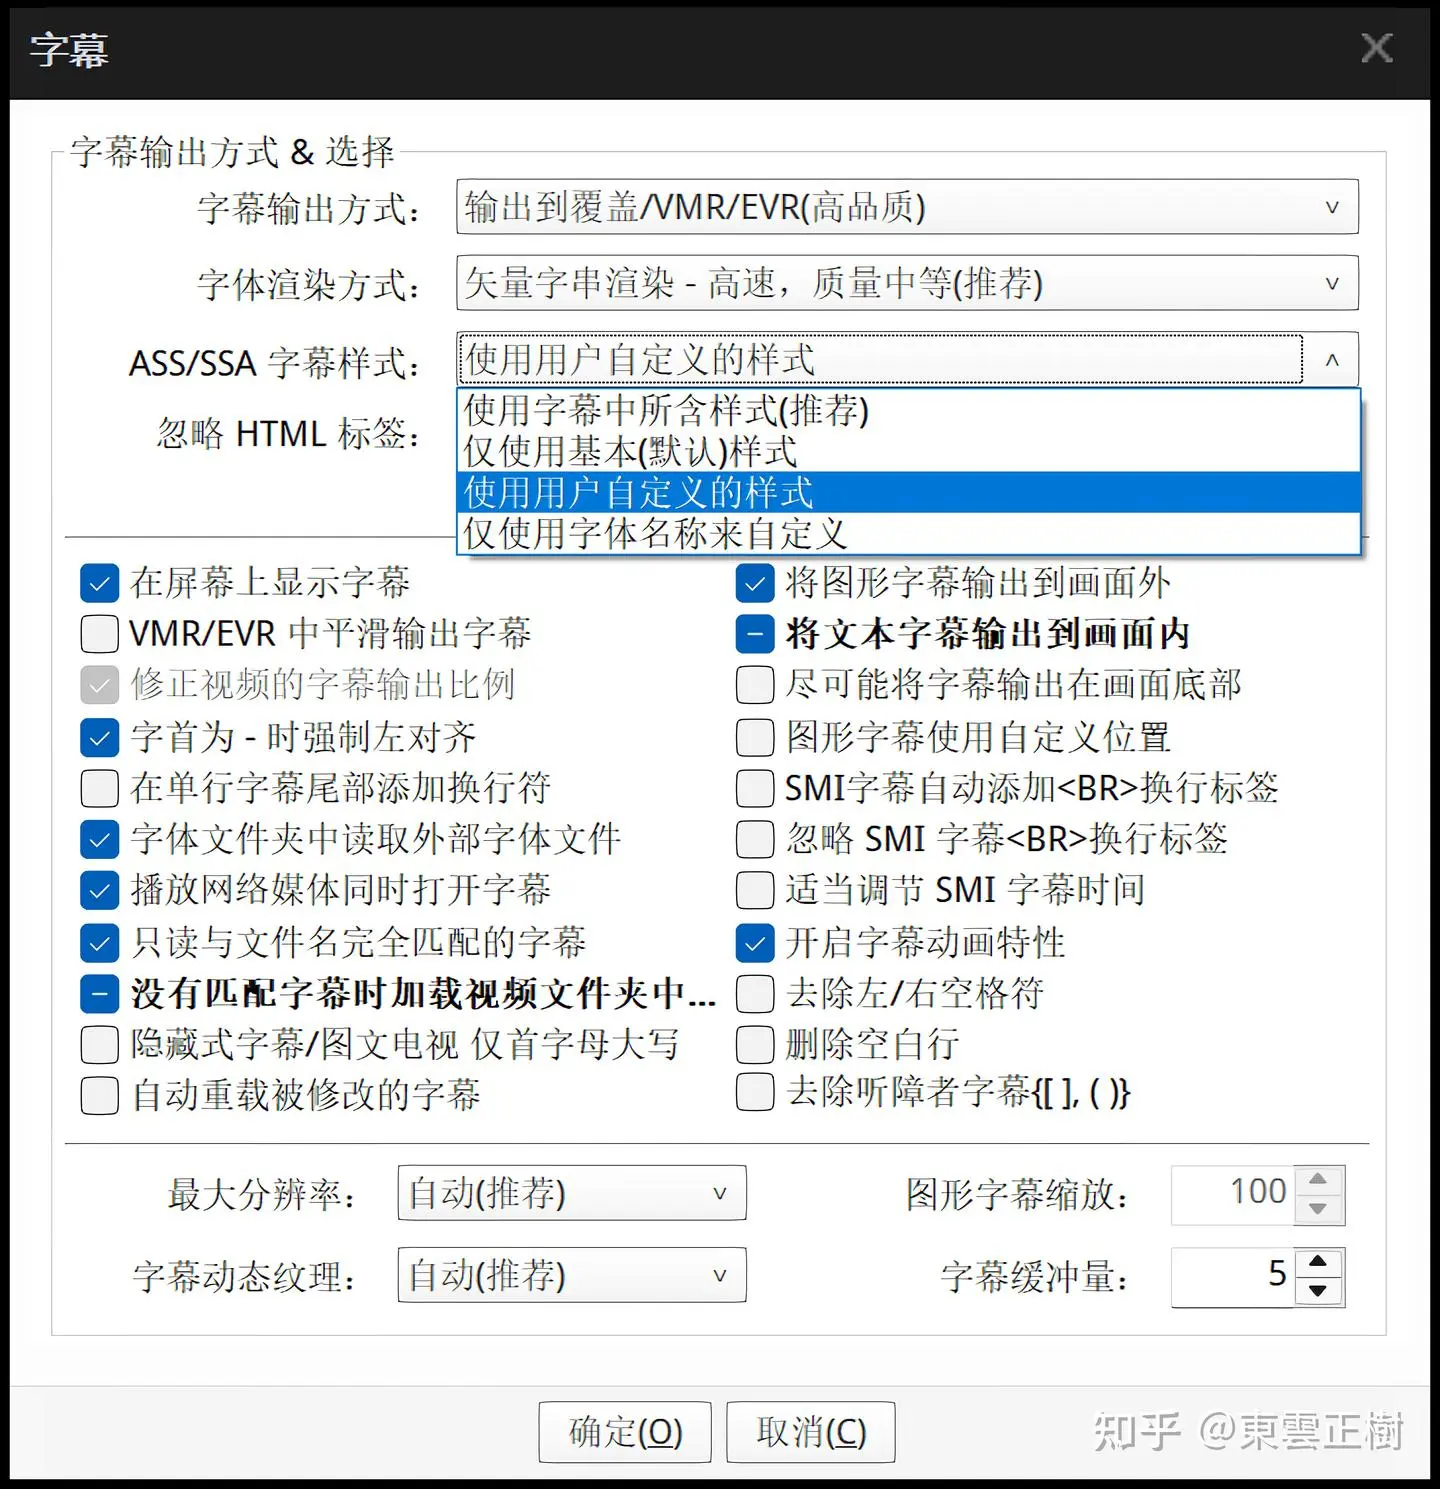 字幕
字幕输出方式 & 选择
字幕输出方式：
输出到覆盖/VMR/EVR(高品质)
字体渲染方式：
矢量字串渲染 - 高速，质量中等(推荐)
ASS/SSA 字幕样式：
使用用户自定义的样式
使用字幕中所含样式(推荐)
忽略 HTML 标签：
仅使用基本(默认)样式
使用用户自定义的样式
仅使用字体名称来自定义
在屏幕上显示字幕
将图形字幕输出到画面外
VMR/EVR 中平滑输出字幕
将文本字幕输出到画面内
修正视频的字幕输出比例
尽可能将字幕输出在画面底部
字首为 - 时强制左对齐
图形字幕使用自定义位置
在单行字幕尾部添加换行符
SMI字幕自动添加<BR>换行标签
字体文件夹中读取外部字体文件
忽略 SMI 字幕<BR>换行标签
播放网络媒体同时打开字幕
适当调节 SMI 字幕时间
只读与文件名完全匹配的字幕
开启字幕动画特性
没有匹配字幕时加载视频文件夹中...
去除左/右空格符
隐藏式字幕/图文电视 仅首字母大写
删除空白行
自动重载被修改的字幕
去除听障者字幕{[ ], ( )}
最大分辨率：
自动(推荐)
图形字幕缩放：
100
字幕动态纹理：
自动(推荐)
字幕缓冲量：
5
确定(O)
取消(C)
知乎 @東雲正樹